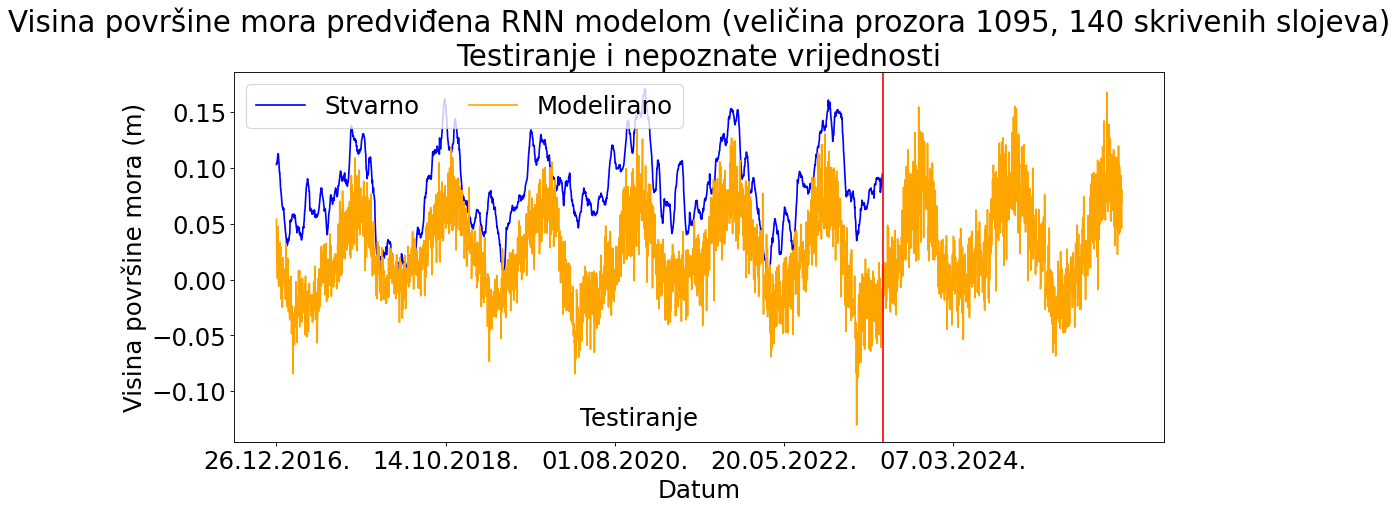 Visina površine mora predviđena RNN modelom (veličina prozora 1095, 140 skrivenih slojeva)
Testiranje i nepoznate vrijednosti
Stvarno
Modelirano
Visina površine mora (m)
0.15
0.10
0.05
0.00
−0.05
−0.10
Testiranje
26.12.2016.
14.10.2018.
01.08.2020.
20.05.2022.
07.03.2024.
Datum